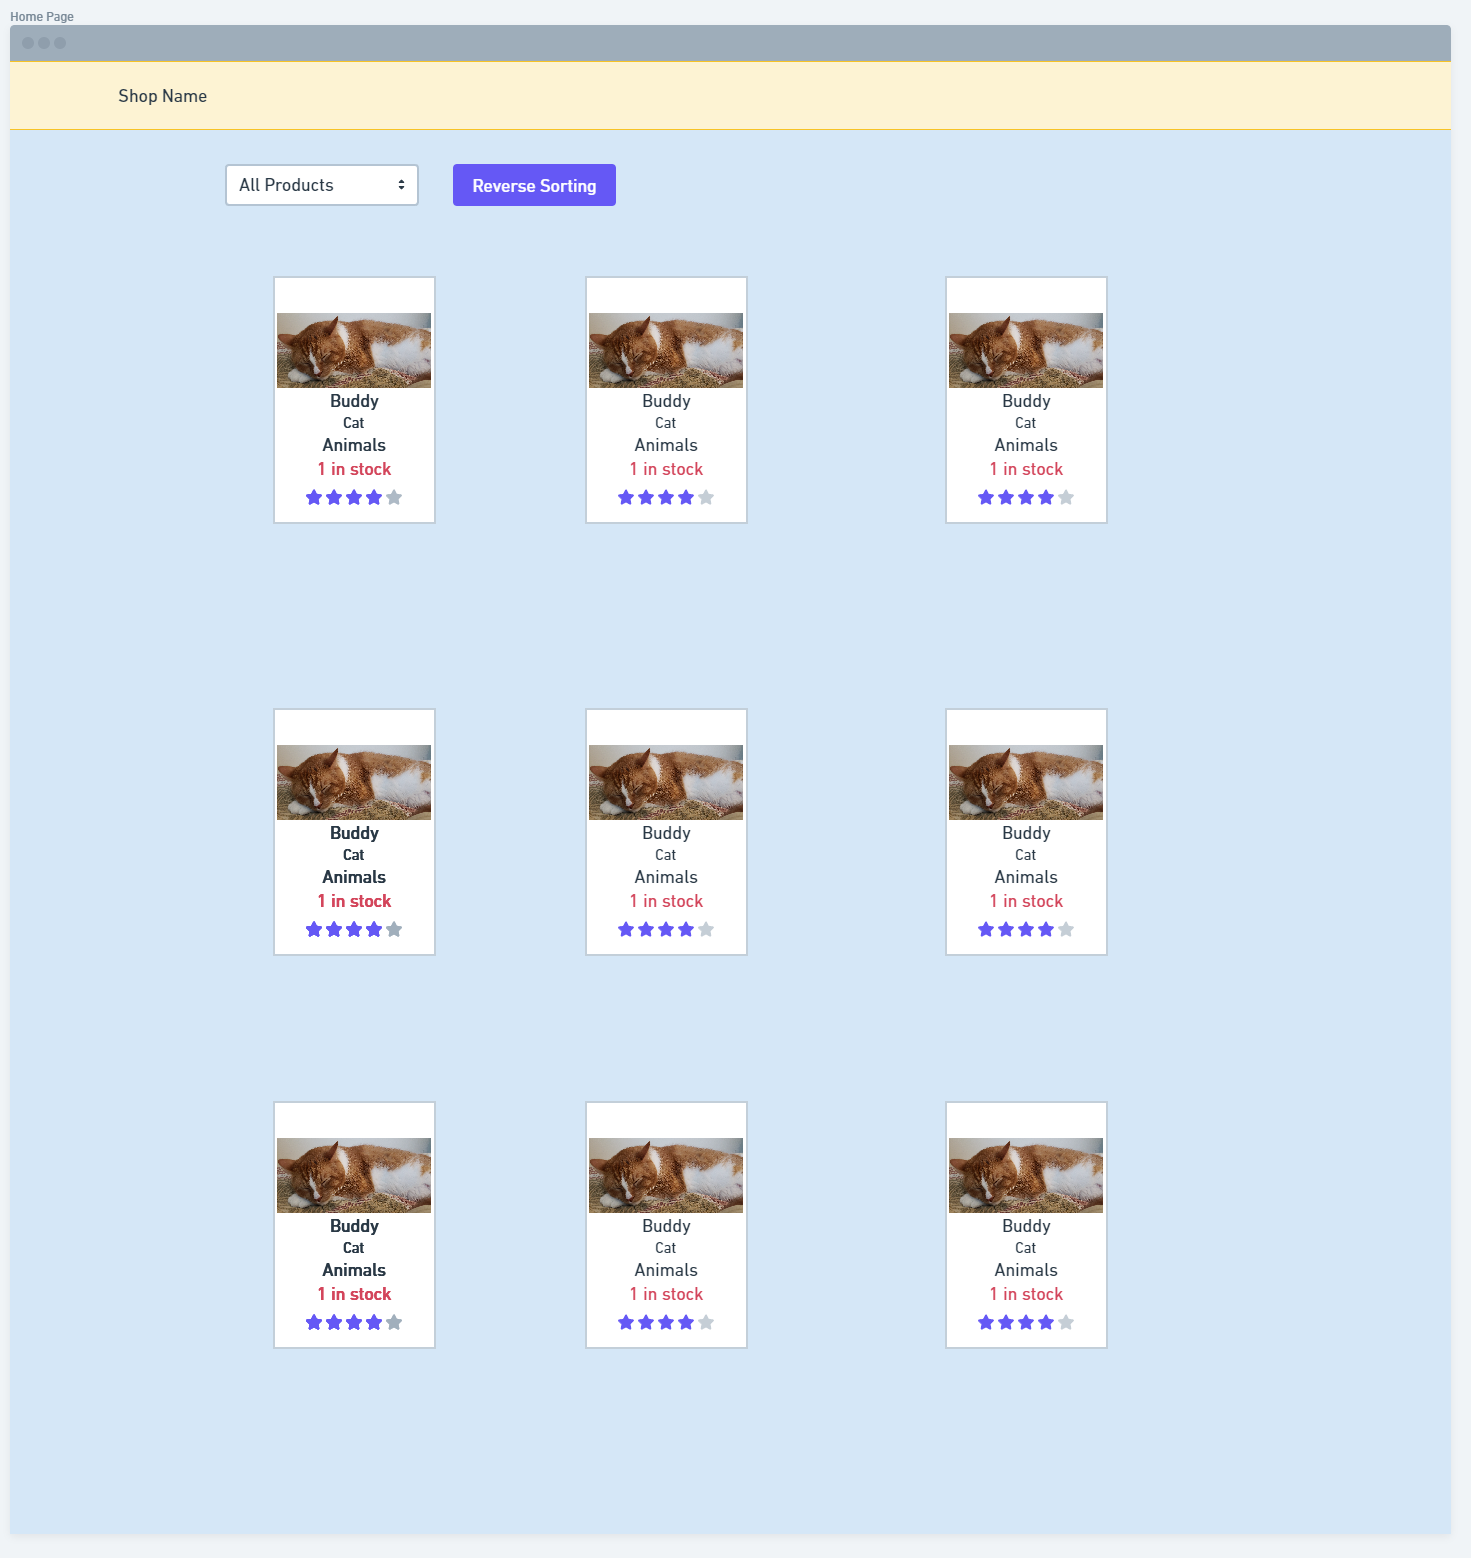 Home Page
Shop Name
All Products
Reverse Sorting
Buddy
Cat
Animals
1 in stock
Buddy
Cat
Animals
1 in stock
Buddy
Cat
Animals
1 in stock
Buddy
Cat
Animals
1 in stock
Buddy
Cat
Animals
1 in stock
Buddy
Cat
Animals
1 in stock
Buddy
Cat
Animals
1 in stock
Buddy
Cat
Animals
1 in stock
Buddy
Cat
Animals
1 in stock